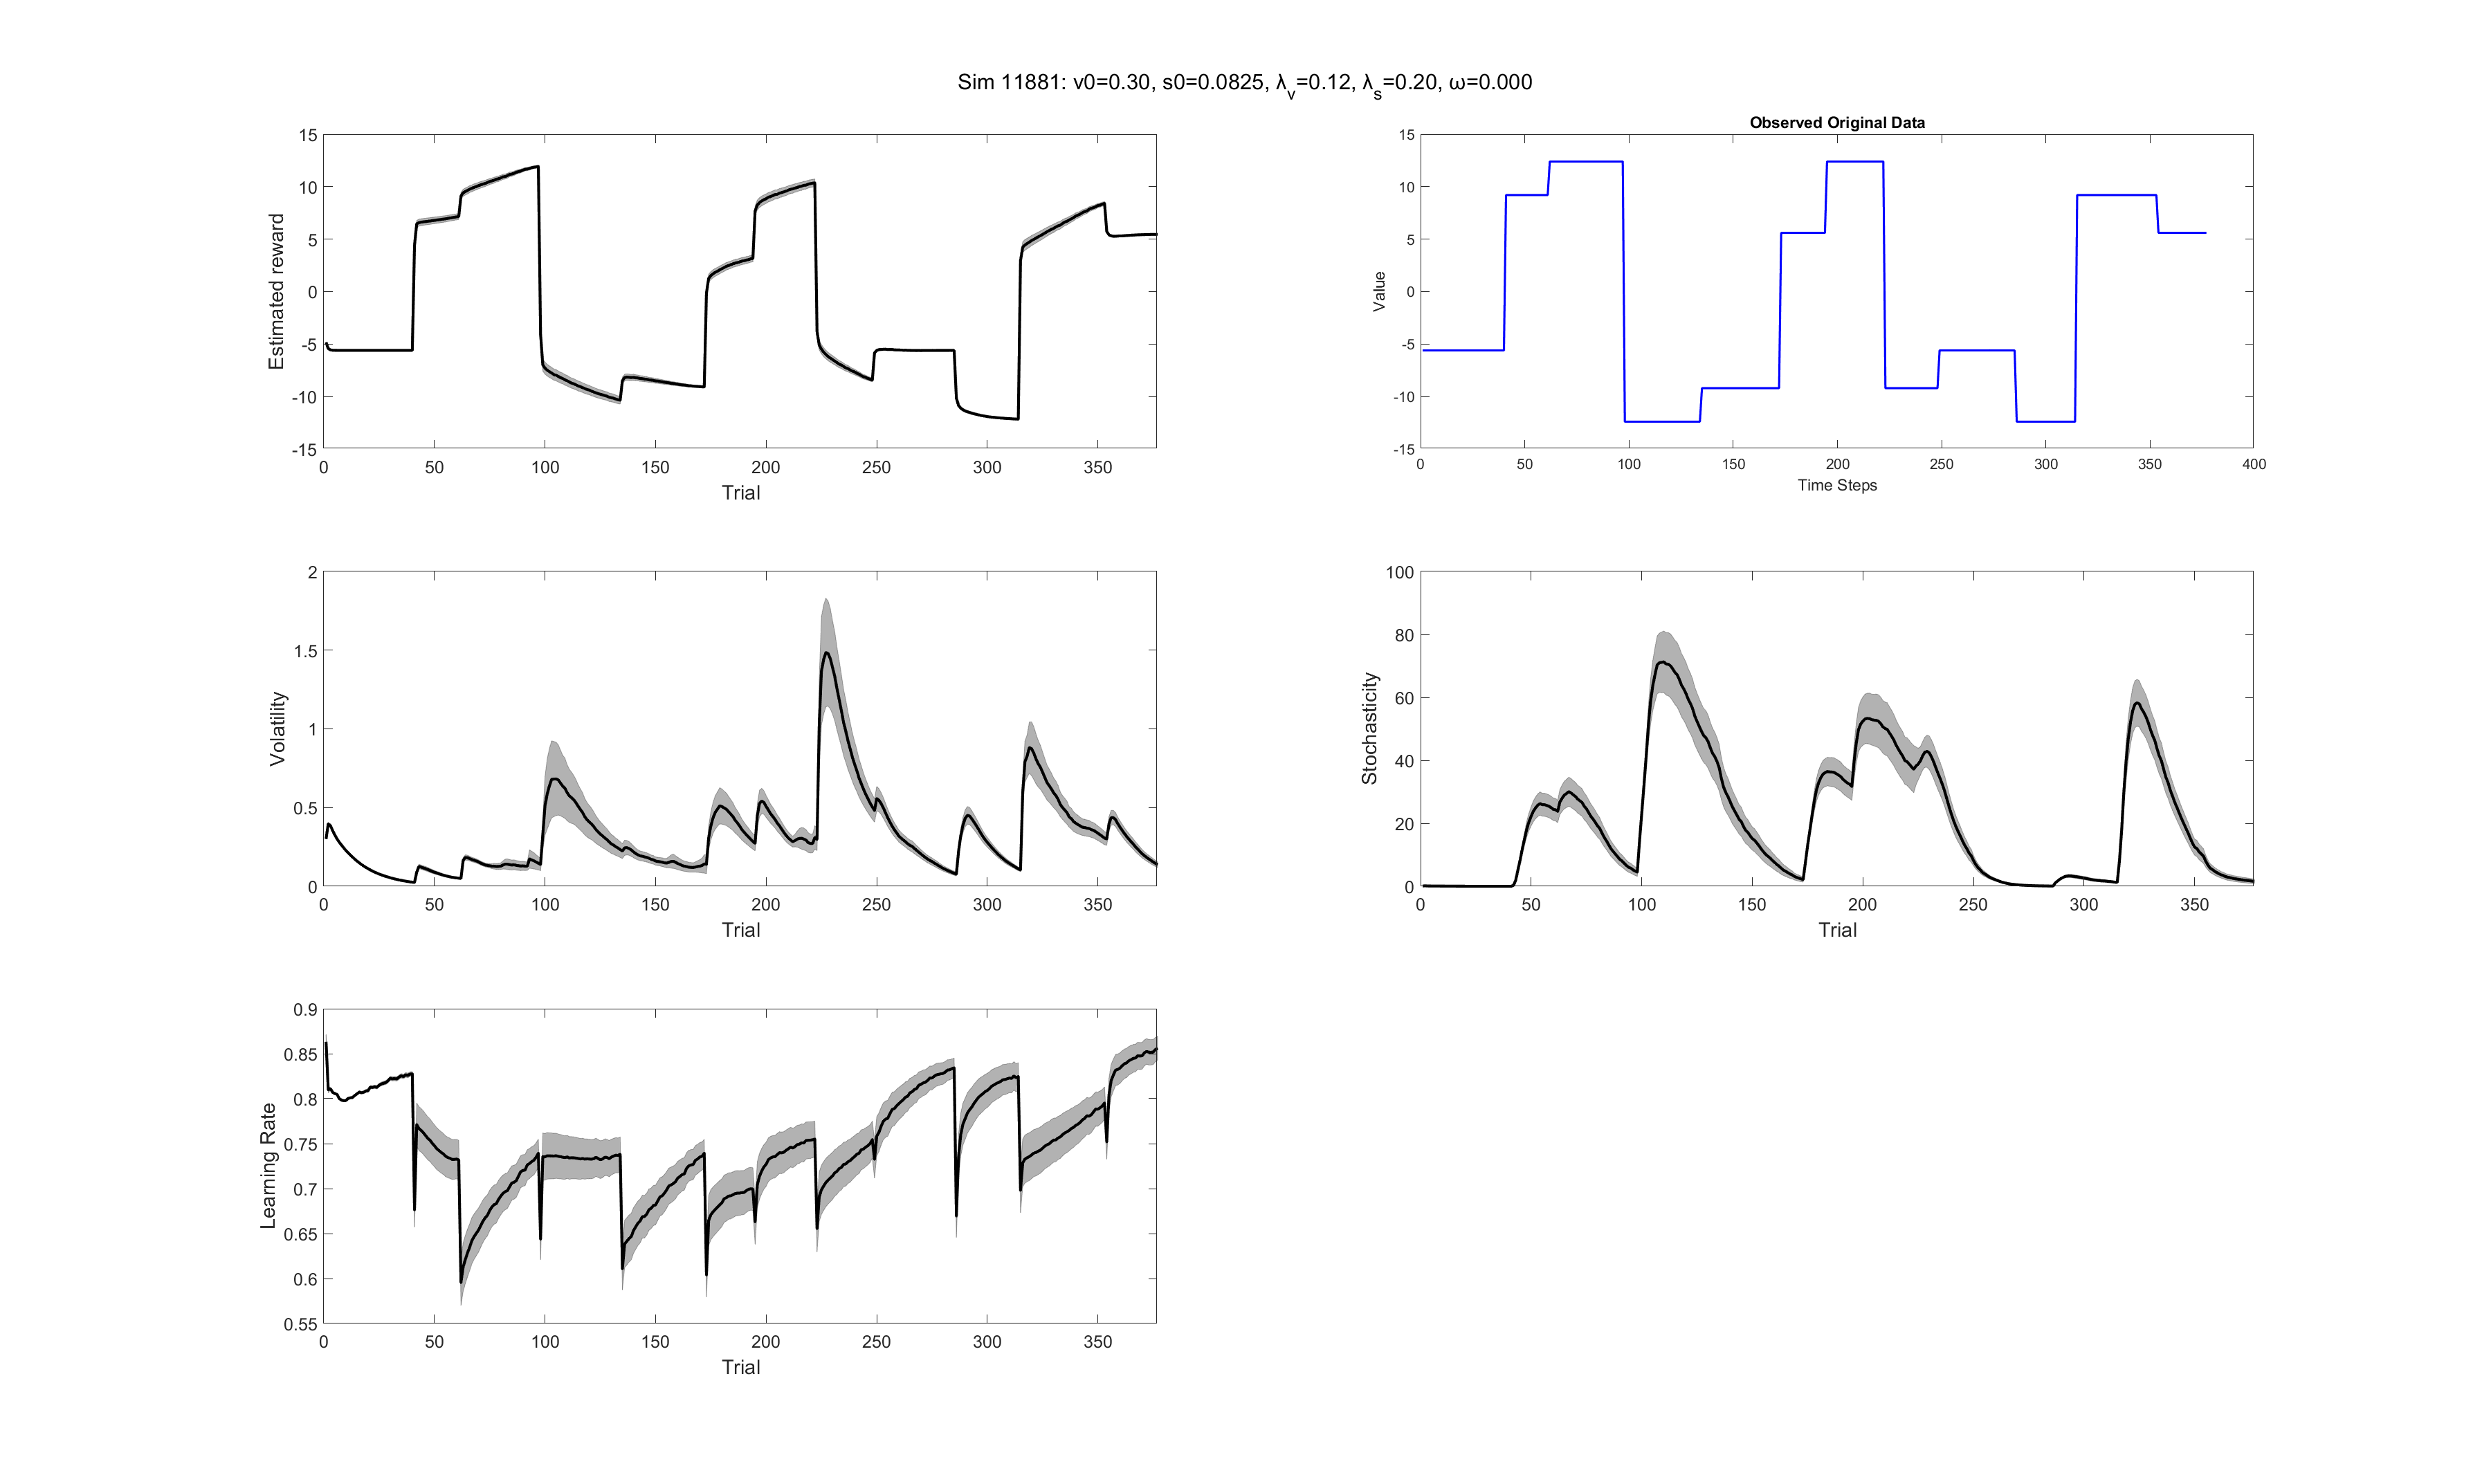 Sim 11881: v0=0.30, s0=0.0825, λv=0.12, λs=0.20, ω=0.000
15
10
5
0
-5
-10
-15
Estimated reward
0 50 100 150 200 250 300 350
Trial
Observed Original Data
15
10
5
0
-5
-10
-15
Value
0 50 100 150 200 250 300 350 400
Time Steps
2
1.5
1
0.5
0
Volatility
0 50 100 150 200 250 300 350
Trial
100
80
60
40
20
0
Stochasticity
0 50 100 150 200 250 300 350
Trial
0.9
0.85
0.8
0.75
0.7
0.65
0.6
0.55
Learning Rate
0 50 100 150 200 250 300 350
Trial